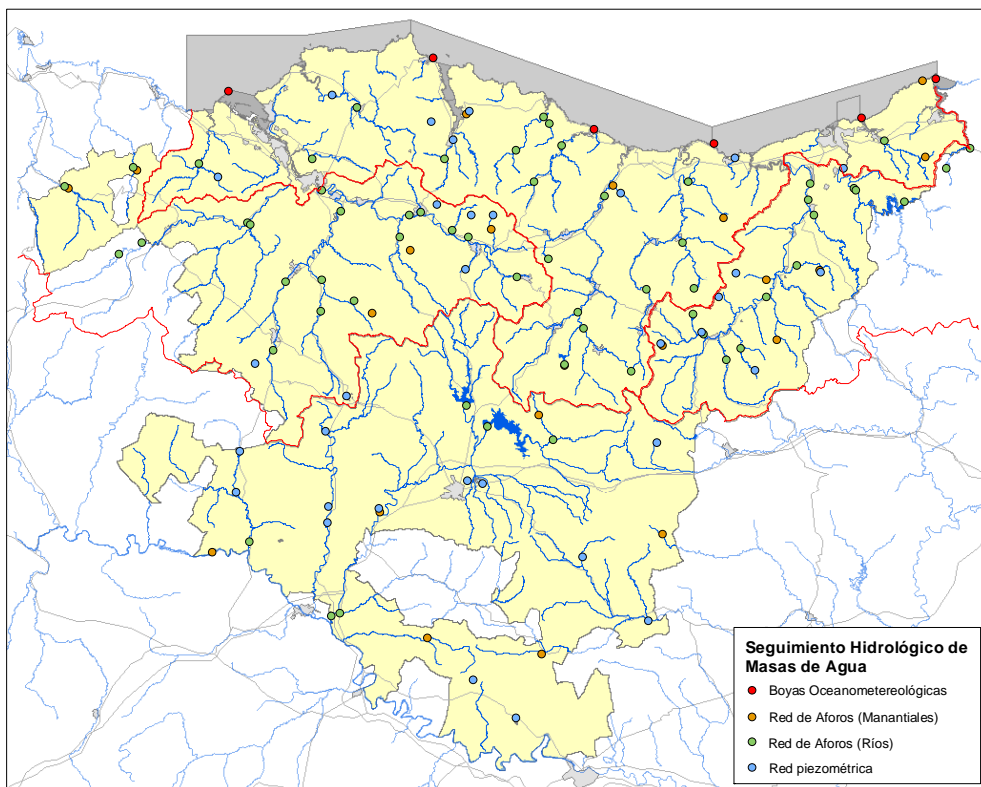 Seguimiento Hidrológico de
Masas de Agua
Boyas Oceanometereológicas
Red de Aforos (Manantiales)
Red de Aforos (Ríos)
Red piezométrica